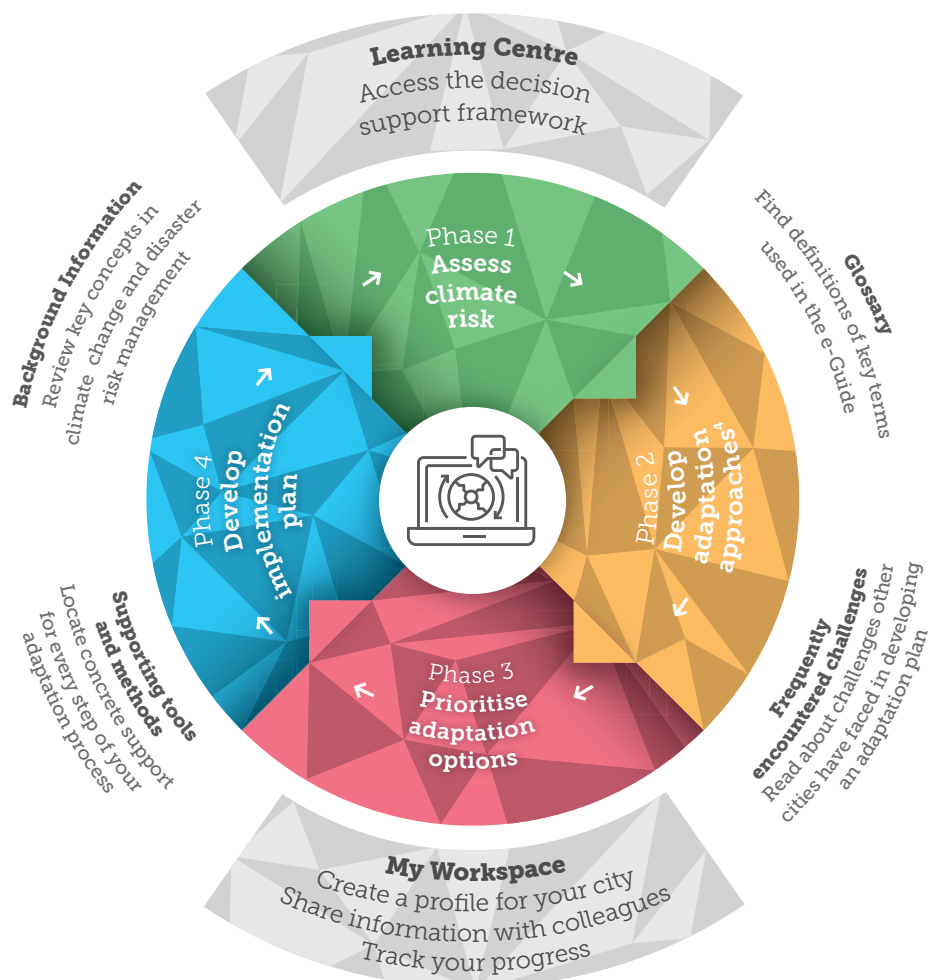 Learning Centre
Access the decision
support framework
Background Information
Review key concepts in
climate change and disaster
risk management
Glossary
Find definitions of key terms
used in the e-Guide
Phase 1
Assess
climate
risk
Phase 2
Develop
adaptation
approaches⁴
Phase 3
Prioritise
adaptation
options
Phase 4
Develop
implementation
plan
Supporting tools
and methods
Locate concrete support
for every step of your
adaptation process
Frequently
encountered challenges
Read about challenges other
cities have faced in developing
an adaptation plan
My Workspace
Create a profile for your city
Share information with colleagues
Track your progress